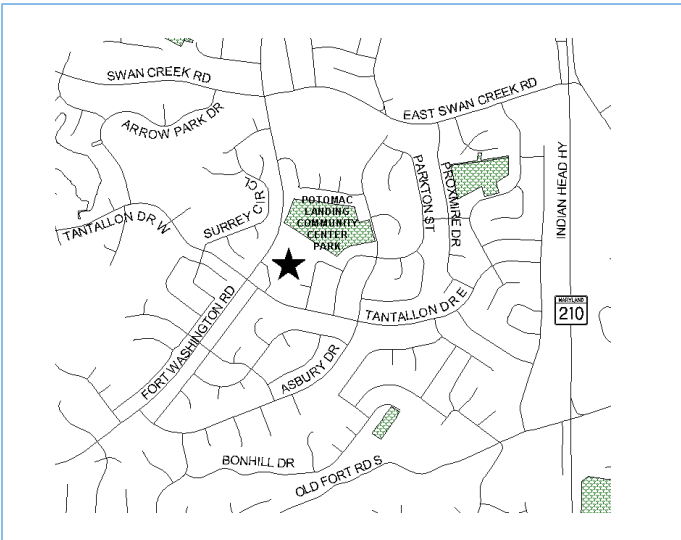 SWAN CREEK RD
EAST SWAN CREEK RD
ARROW PARK DR
INDIAN HEAD HY
PARKTON ST
PROXMIRE DR
SURREY CIR CL
POTOMAC
LANDING
COMMUNITY
CENTER
PARK
TANTALLON DR W
FORT WASHINGTON RD
TANTALLON DR E
MARYLAND
210
ASBURY DR
BONHILL DR
OLD FORT RD S